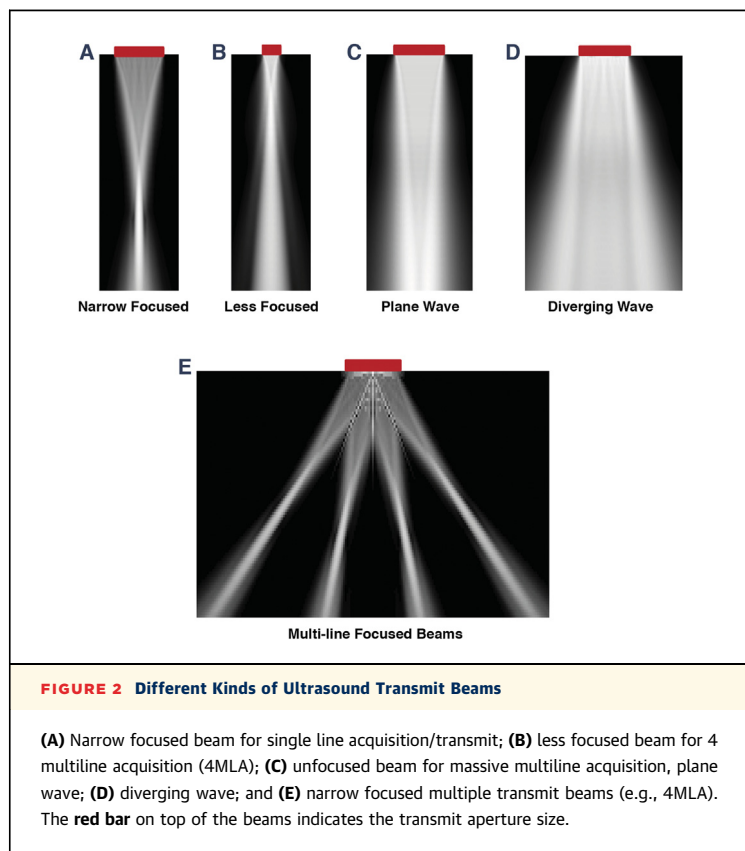 A B C D
Narrow Focused Less Focused Plane Wave Diverging Wave
E
Multi-line Focused Beams
FIGURE 2 Different Kinds of Ultrasound Transmit Beams
(A) Narrow focused beam for single line acquisition/transmit; (B) less focused beam for 4
multiline acquisition (4MLA); (C) unfocused beam for massive multiline acquisition, plane
wave; (D) diverging wave; and (E) narrow focused multiple transmit beams (e.g., 4MLA).
The red bar on top of the beams indicates the transmit aperture size.